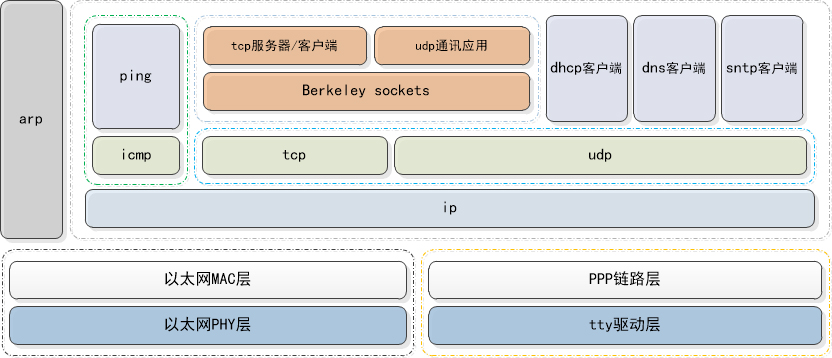 arp
ping
icmp
tcp服务器/客户端
udp通讯应用
Berkeley sockets
dhcp客户端
dns客户端
sntp客户端
tcp
udp
ip
以太网MAC层
PPP链路层
以太网PHY层
tty驱动层